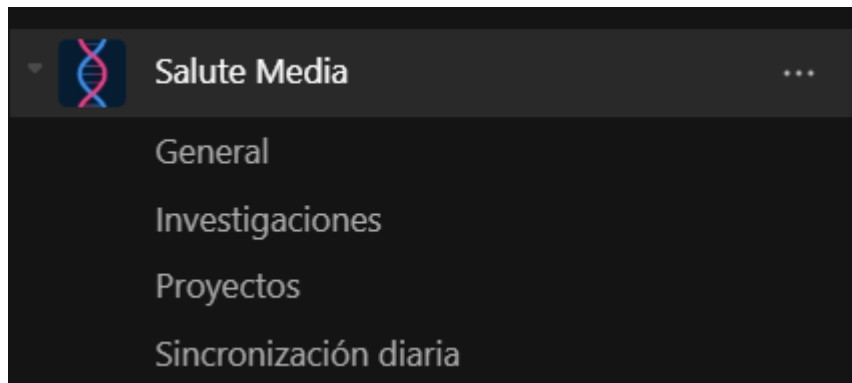 Salute Media
General
Investigaciones
Proyectos
Sincronización diaria